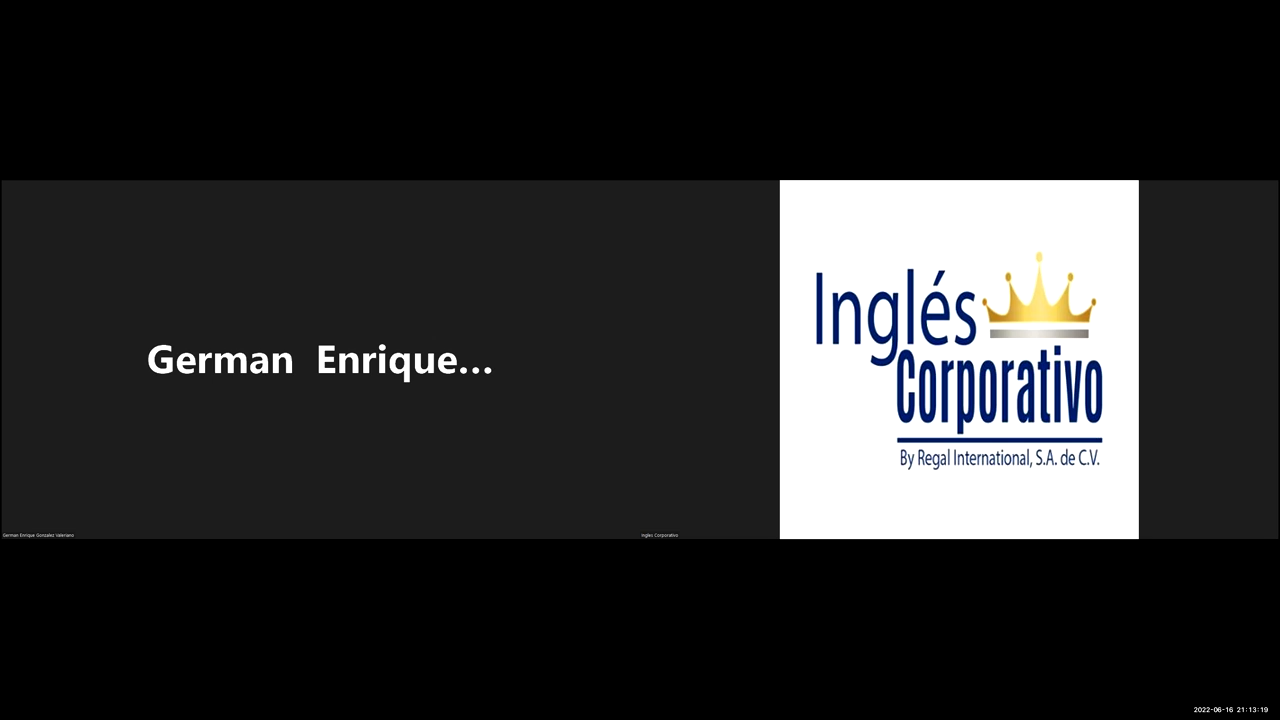 German Enrique...
Inglés
Corporativo
By Regal International, S.A. de C.V.
German Enrique Gonzalez Valeriano
Ingles Corporativo
2022-06-16 21:13:19